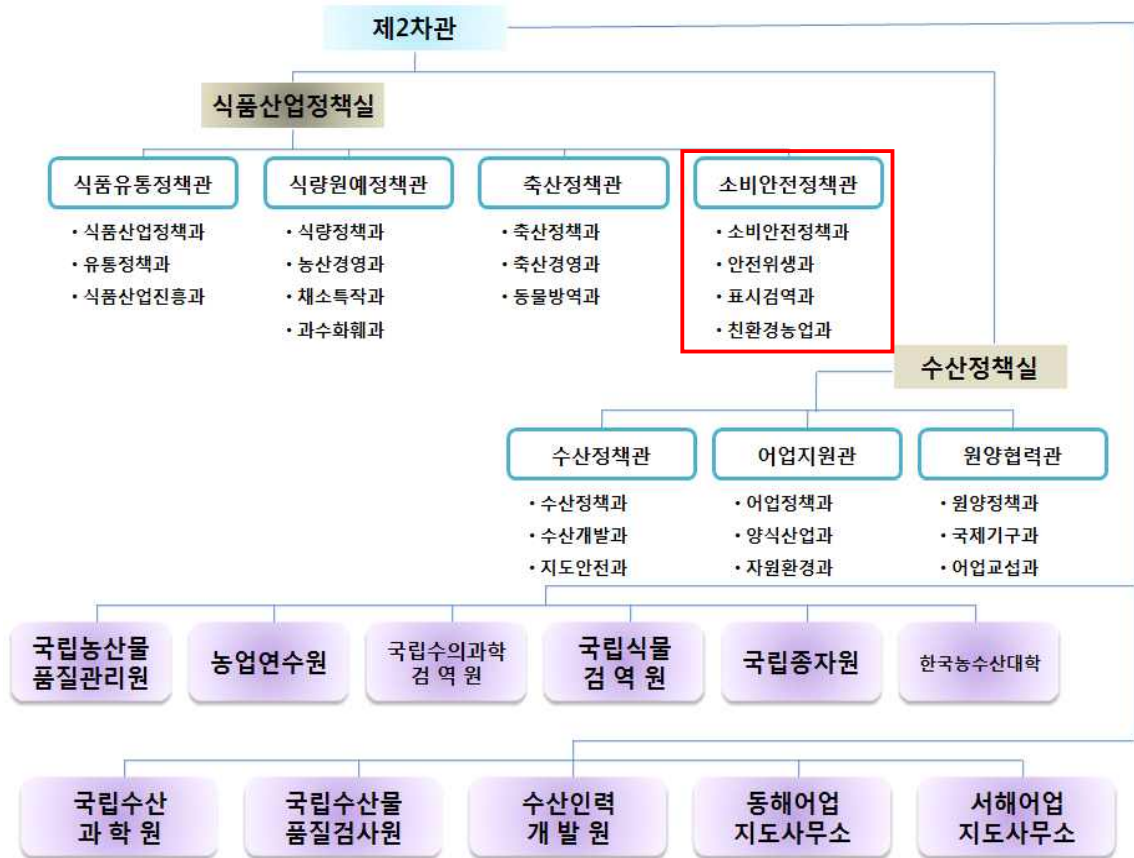 제2차관
식품산업정책실
식품유통정책관
• 식품산업정책과
• 유통정책과
• 식품산업진흥과
식량원예정책관
• 식량정책과
• 농산경영과
• 채소특작과
• 과수화훼과
축산정책관
• 축산정책과
• 축산경영과
• 동물방역과
소비안전정책관
• 소비안전정책과
• 안전위생과
• 표시검역과
• 친환경농업과
수산정책실
수산정책관
• 수산정책과
• 수산개발과
• 지도안전과
어업지원관
• 어업정책과
• 양식산업과
• 자원환경과
원양협력관
• 원양정책과
• 국제기구과
• 어업교섭과
국립농산물
품질관리원
농업연수원
국립수의과학
검 역 원
국립식물
검 역 원
국립종자원
한국농수산대학
국립수산
과 학 원
국립수산물
품질검사원
수산인력
개 발 원
동해어업
지도사무소
서해어업
지도사무소